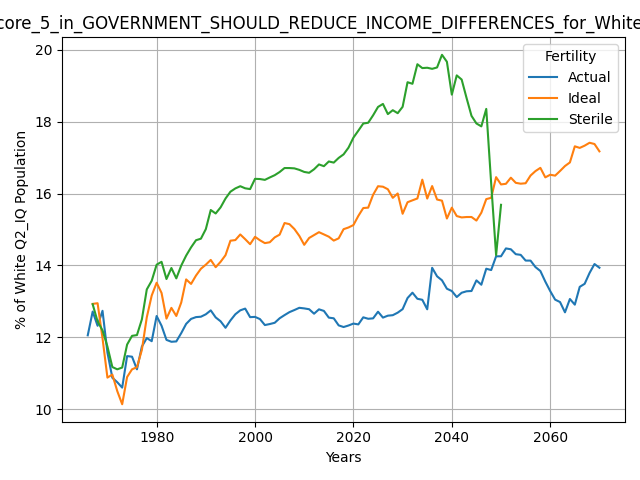 core_5_in_GOVERNMENT_SHOULD_REDUCE_INCOME_DIFFERENCES_for_White
20
18
16
14
12
10
% of White Q2_IQ Population
Fertility
Actual
Ideal
Sterile
1980
2000
2020
2040
2060
Years